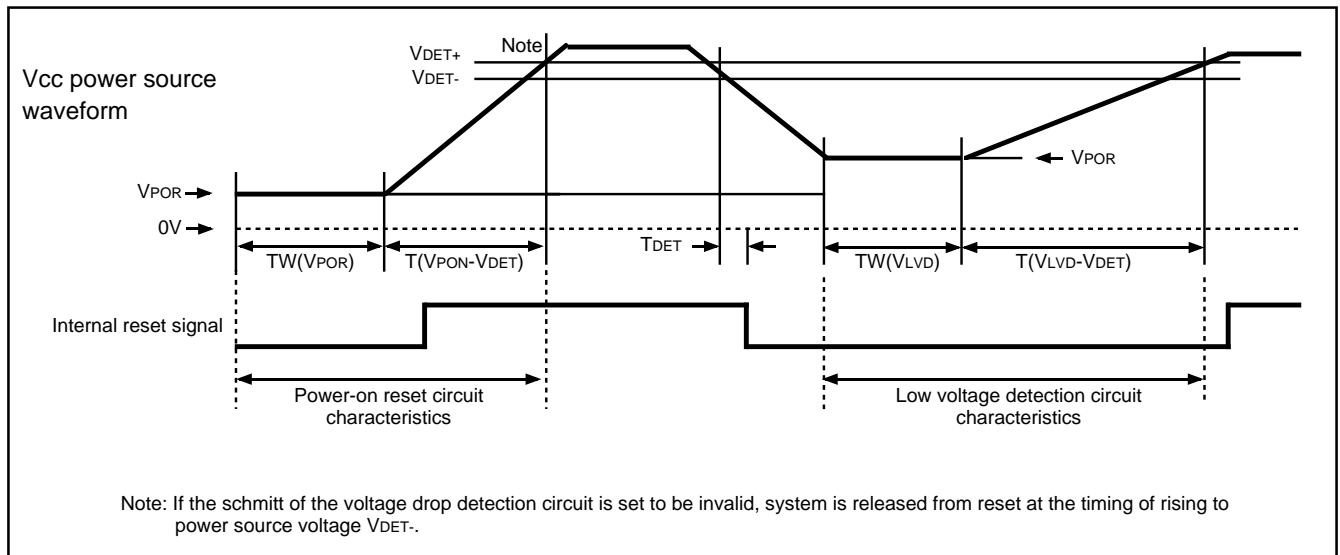 Vcc power source
waveform
VDET+
VDET-
Note
VPOR
VPOR
0V
TDET
TW(VPOR)
T(VPON-VDET)
TW(VLVD)
T(VLVD-VDET)
Internal reset signal
Power-on reset circuit
characteristics
Low voltage detection circuit
characteristics
Note: If the schmitt of the voltage drop detection circuit is set to be invalid, system is released from reset at the timing of rising to
power source voltage VDET-.